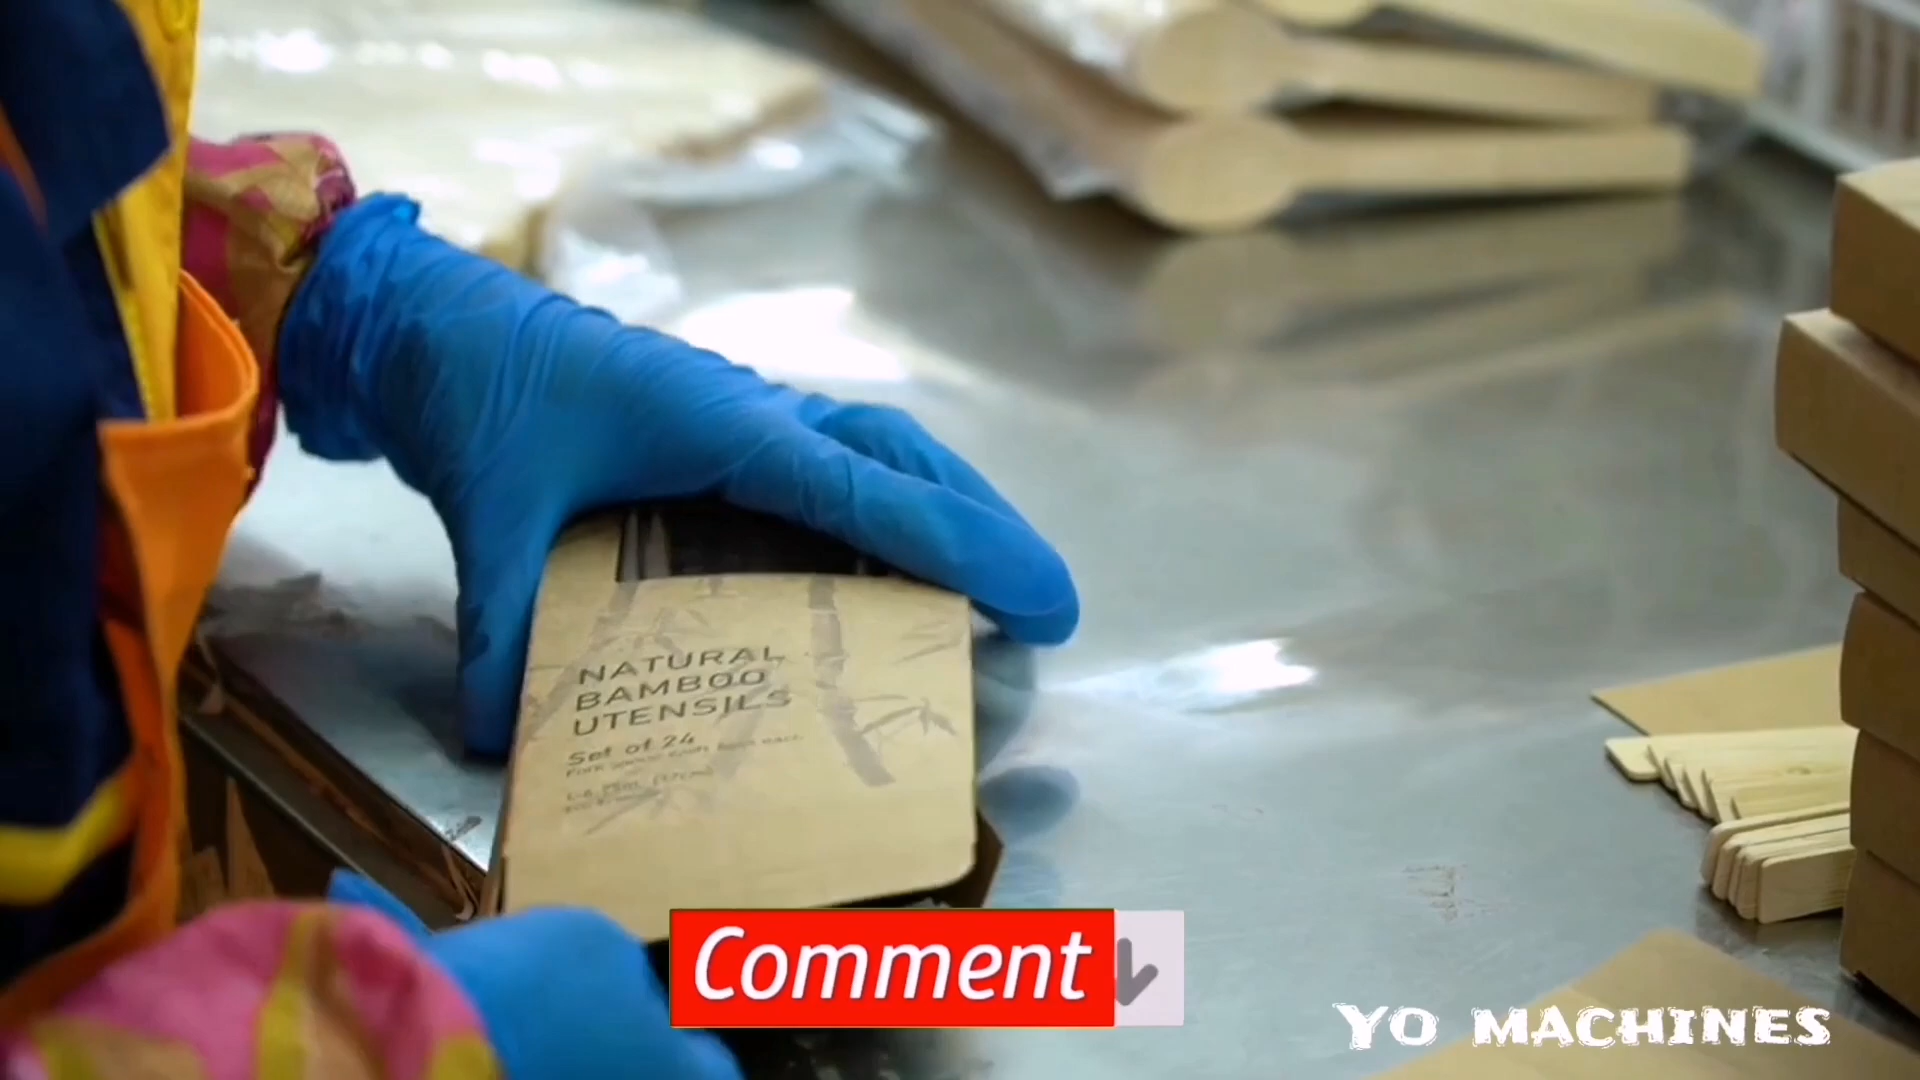 NATURAL
BAMBOO
UTENSILS
Set of 24
Comment
YO MACHINES